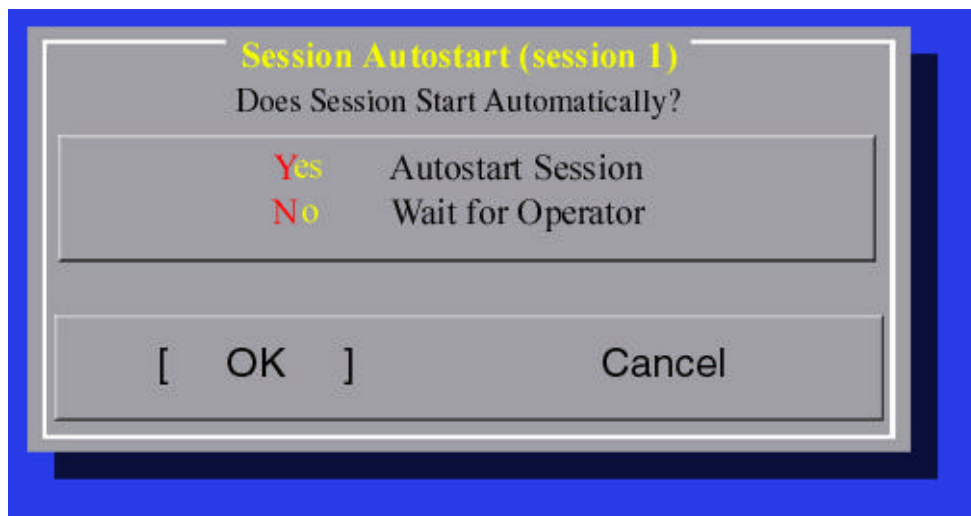 Session Autostart (session 1)
Does Session Start Automatically?
Yes Autostart Session
No Wait for Operator
[ OK ] Cancel